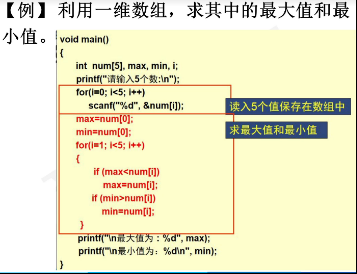 【例】 利用一维数组，求其中的最大值和最
小值。
void main()
{
int num[5], max, min, i;
printf("请输入5个数:\n");
for(i=0; i<5; i++)
scanf("%d", &num[i]);
读入5个值保存在数组中
max=num[0];
求最大值和最小值
min=num[0];
for(i=1; i<5; i++)
{
if (max<num[i])
max=num[i];
if (min>num[i])
min=num[i];
}
printf("\n最大值为：%d", max);
printf("\n最小值为：%d\n", min);
}